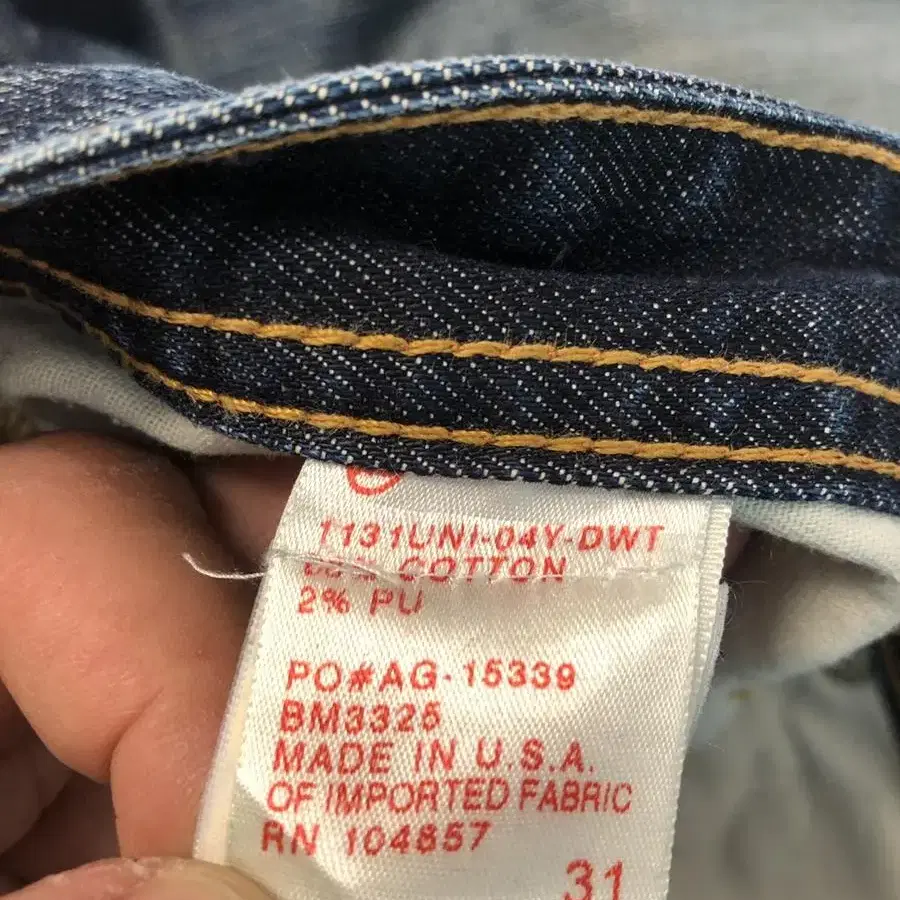 1131UNI-04Y-DWT
COTTON
2% PU
PO#AG-15339
BM3325
MADE IN U.S.A.
OF IMPORTED FABRIC
RN 104857
31